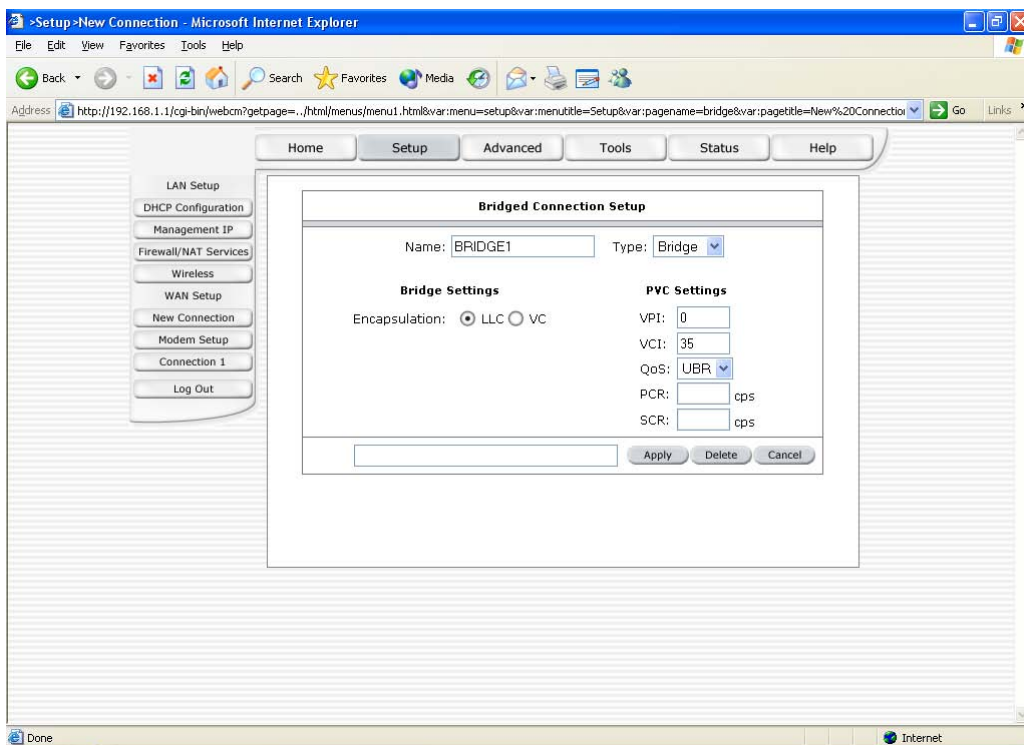 >Setup>New Connection - Microsoft Internet Explorer
File Edit View Favorites Tools Help
Back Search Favorites Media
Address http://192.168.1.1/cgi-bin/webcm?getpage=../html/menus/menu1.html&var:menu=setup&var:menutitle=Setup&var:pagename=bridge&var:pagetitle=New%20Connection Go Links »
Home Setup Advanced Tools Status Help
LAN Setup
DHCP Configuration
Management IP
Firewall/NAT Services
Wireless
WAN Setup
New Connection
Modem Setup
Connection 1
Log Out
Bridged Connection Setup
Name: BRIDGE1 Type: Bridge
Bridge Settings PVC Settings
Encapsulation: LLC VC VPI: 0
VCI: 35
QoS: UBR
PCR: cps
SCR: cps
Apply Delete Cancel
Done Internet